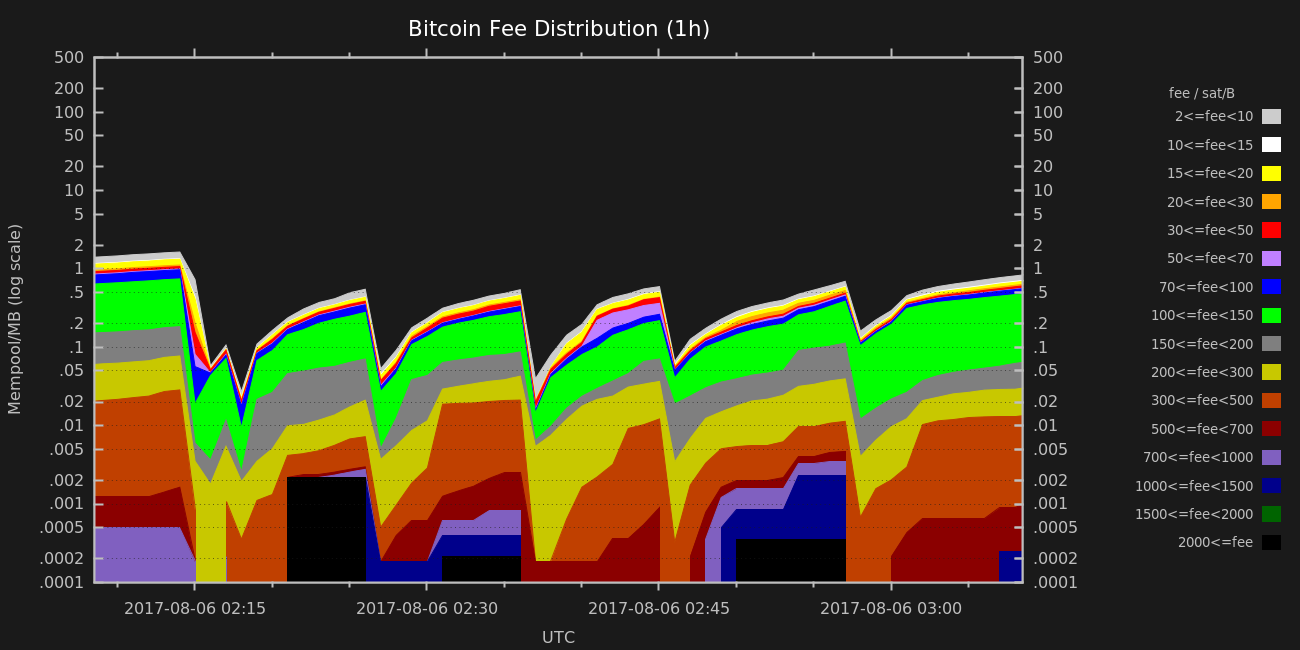 Bitcoin Fee Distribution (1h)
Mempool/MB (log scale)
500
200
100
50
20
10
5
2
1
.5
.2
.1
.05
.02
.01
.005
.002
.001
.0005
.0002
.0001
500
200
100
50
20
10
5
2
1
.5
.2
.1
.05
.02
.01
.005
.002
.001
.0005
.0002
.0001
2017-08-06 02:15
2017-08-06 02:30
2017-08-06 02:45
2017-08-06 03:00
UTC
fee / sat/B
2<=fee<10
10<=fee<15
15<=fee<20
20<=fee<30
30<=fee<50
50<=fee<70
70<=fee<100
100<=fee<150
150<=fee<200
200<=fee<300
300<=fee<500
500<=fee<700
700<=fee<1000
1000<=fee<1500
1500<=fee<2000
2000<=fee